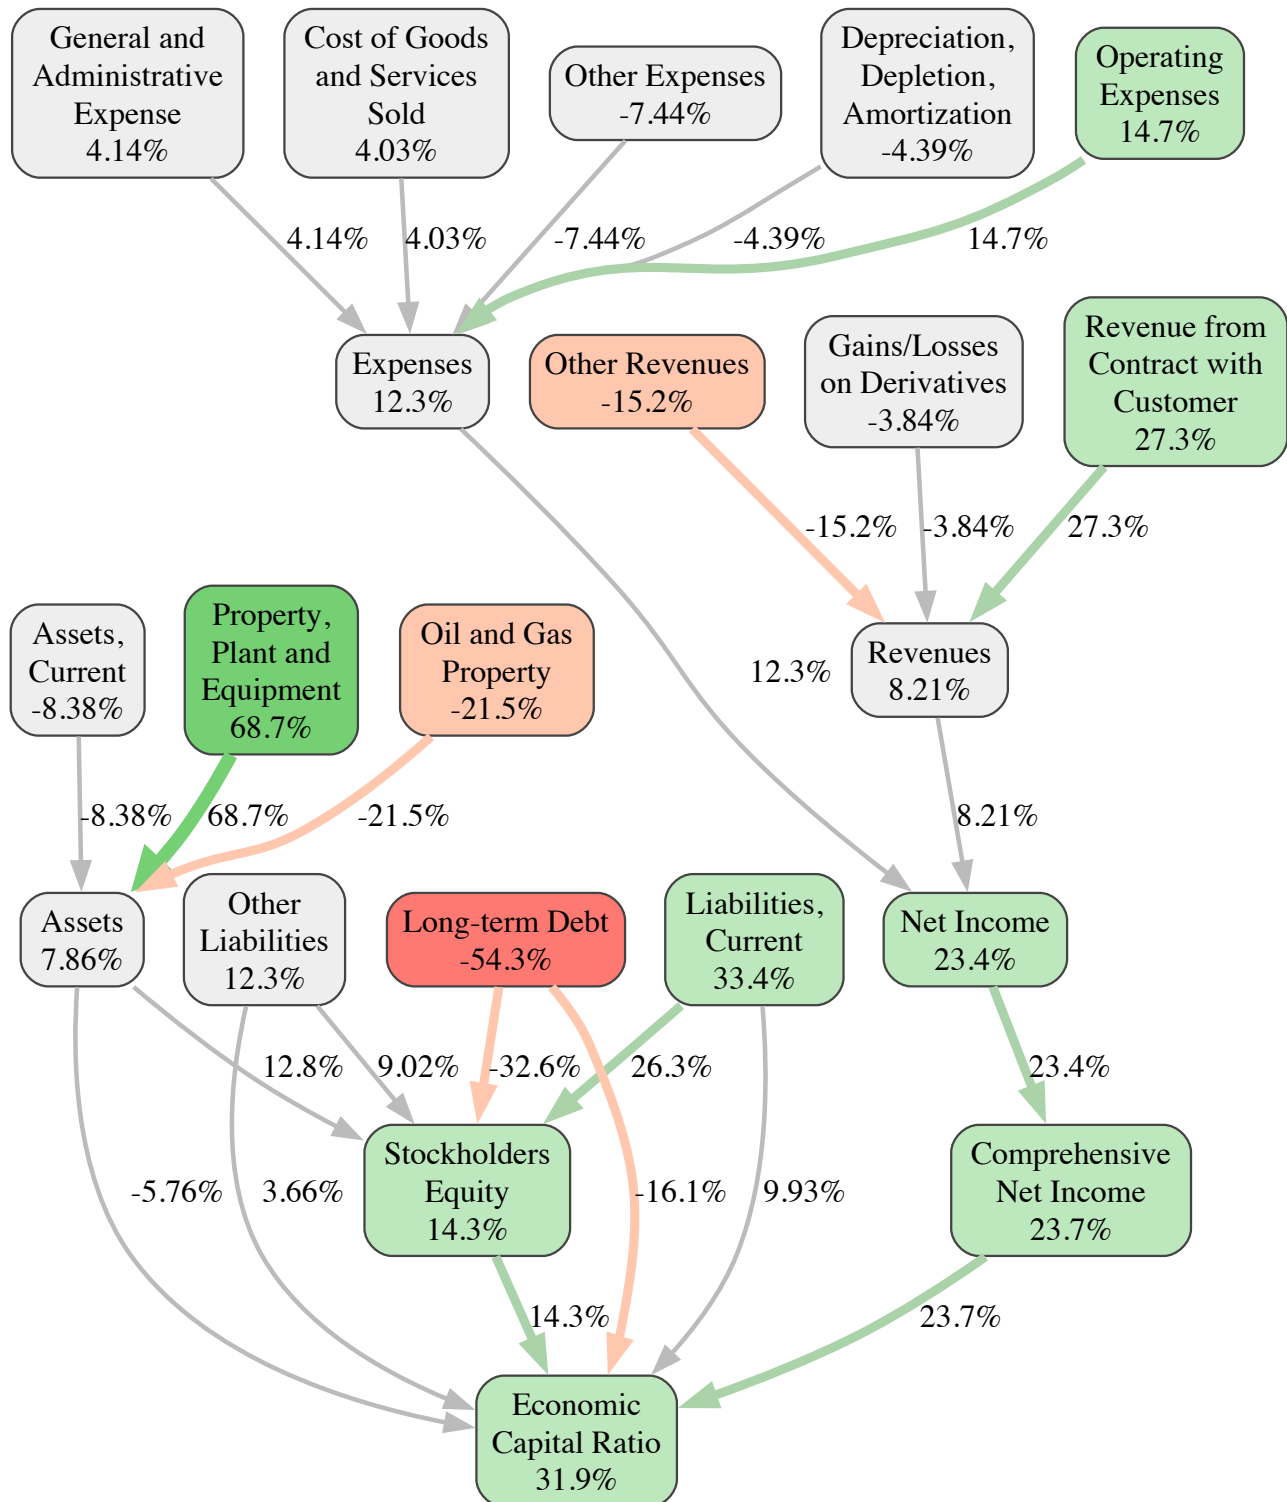 General and
Administrative
Expense
4.14%
Cost of Goods
and Services
Sold
4.03%
Other Expenses
-7.44%
Depreciation,
Depletion,
Amortization
-4.39%
Operating
Expenses
14.7%
4.14%
4.03%
-7.44%
-4.39%
14.7%
Expenses
12.3%
Other Revenues
-15.2%
Gains/Losses
on Derivatives
-3.84%
Revenue from
Contract with
Customer
27.3%
-15.2%
-3.84%
27.3%
Assets,
Current
-8.38%
Property,
Plant and
Equipment
68.7%
Oil and Gas
Property
-21.5%
12.3%
Revenues
8.21%
-8.38%
68.7%
-21.5%
8.21%
Assets
7.86%
Other
Liabilities
12.3%
Long-term Debt
-54.3%
Liabilities,
Current
33.4%
Net Income
23.4%
12.8%
9.02%
-32.6%
26.3%
23.4%
Stockholders
Equity
14.3%
Comprehensive
Net Income
23.7%
-5.76%
3.66%
-16.1%
9.93%
14.3%
23.7%
Economic
Capital Ratio
31.9%